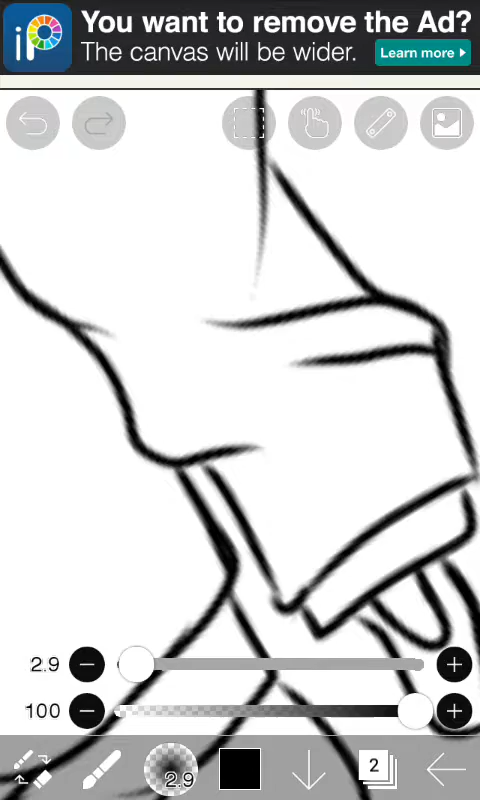 iP
You want to remove the Ad?
The canvas will be wider.
Learn more
2.9
100
2.9
2